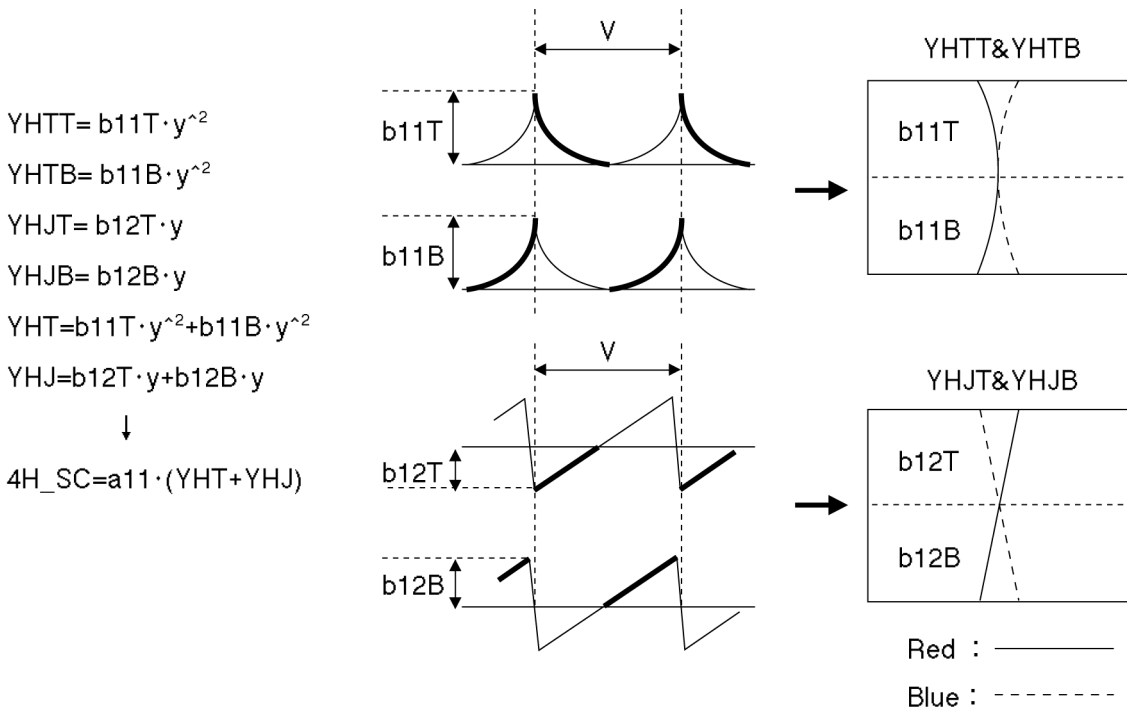 YHTT= b11T·y^2
YHTB= b11B·y^2
YHJT= b12T·y
YHJB= b12B·y
YHT=b11T·y^2+b11B·y^2
YHJ=b12T·y+b12B·y
↓
4H_SC=a11·(YHT+YHJ)
V
b11T
b11B
YHTT&YHTB
b11T
b11B
V
b12T
b12B
YHJT&YHJB
b12T
b12B
Red :
Blue :